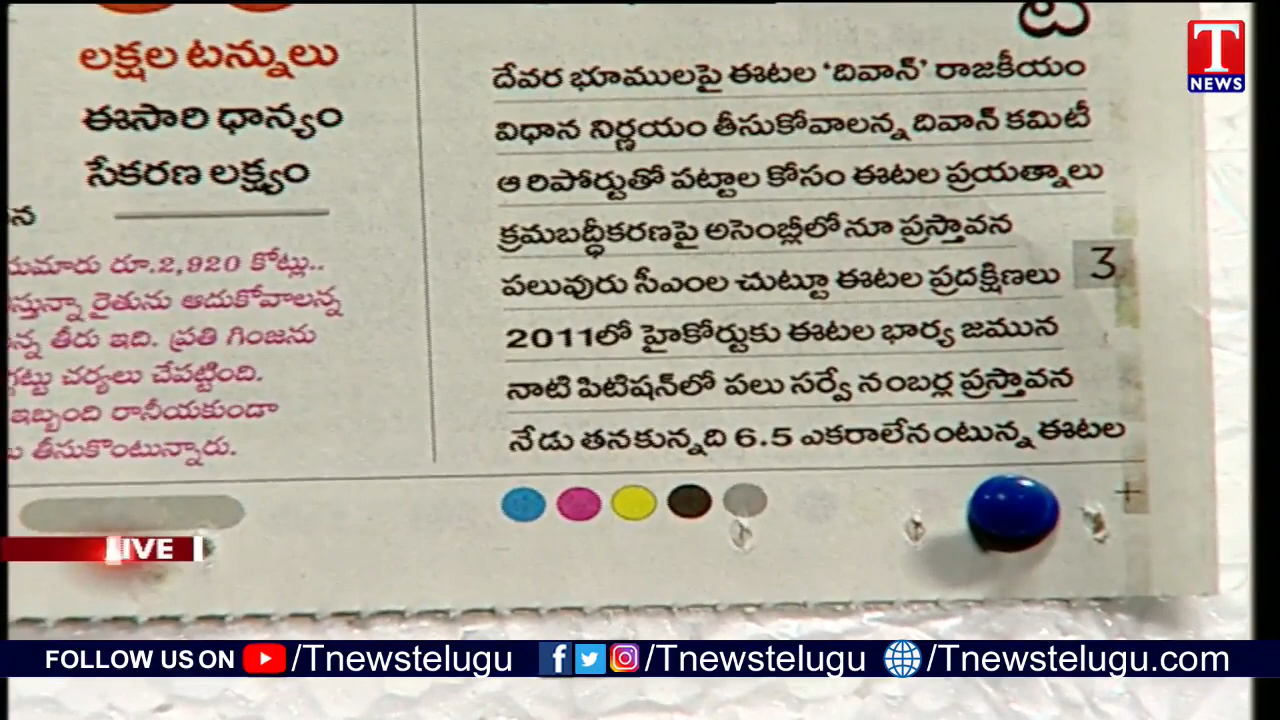 లక్షల టన్నులు
ఈసారి ధాన్యం
సేకరణ లక్ష్యం
రూ.2,920 కోట్లు..
రైతును ఆదుకోవాలన్న
తీరు ఇది. ప్రతి గింజను
చర్యలు చేపట్టింది.
ఇబ్బంది రానీయకుండా
తీసుకొంటున్నారు.
దేవర భూములపై ఈటల ‘దివాన్’ రాజకీయం
విధాన నిర్ణయం తీసుకోవాలన్న దివాన్ కమిటీ
ఆ రిపోర్టుతో పట్టాల కోసం ఈటల ప్రయత్నాలు
క్రమబద్ధీకరణపై అసెంబ్లీలోనూ ప్రస్తావన
పలువురు సీఎంల చుట్టూ ఈటల ప్రదక్షిణలు
3
2011లో హైకోర్టుకు ఈటల భార్య జమున
నాటి పిటిషన్‌లో పలు సర్వే నంబర్ల ప్రస్తావన
నేడు తనకున్నది 6.5 ఎకరాలేనంటున్న ఈటల
T
NEWS
LIVE
FOLLOW US ON /Tnewstelugu /Tnewstelugu /Tnewstelugu.com